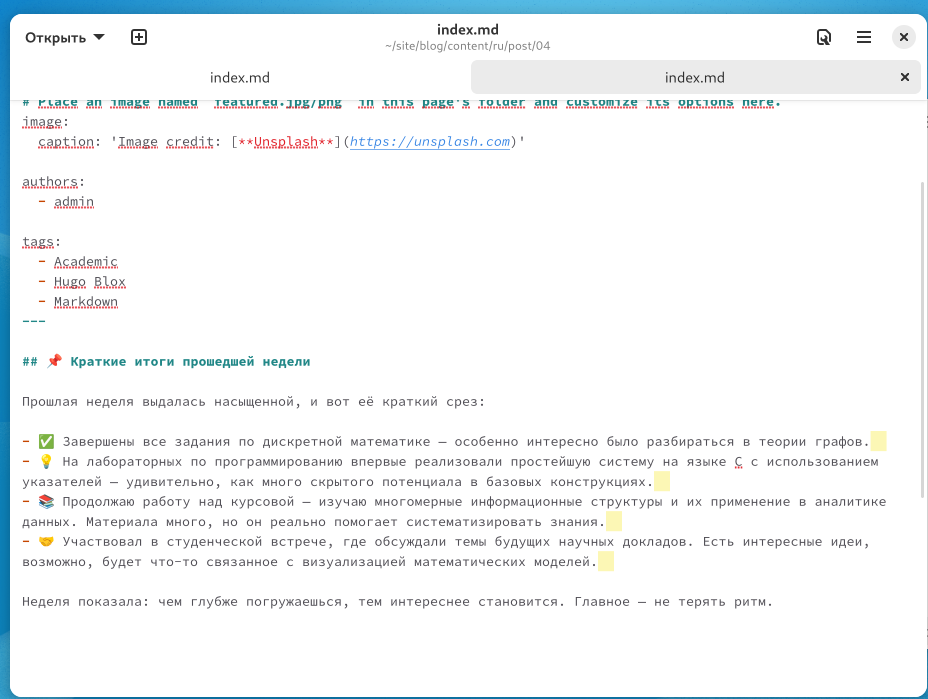 Открыть
index.md
~/site/blog/content/ru/post/04
index.md
index.md
# Place an image named `featured.jpg/png` in this page's folder and customize its options here.
image:
caption: 'Image credit: [**Unsplash**](https://unsplash.com)'
authors:
- admin
tags:
- Academic
- Hugo Blox
- Markdown
---
## 📌 Краткие итоги прошедшей недели
Прошлая неделя выдалась насыщенной, и вот её краткий срез:
- ✅ Завершены все задания по дискретной математике — особенно интересно было разбираться в теории графов.
- 💡 На лабораторных по программированию впервые реализовали простейшую систему на языке C с использованием
указателей — удивительно, как много скрытого потенциала в базовых конструкциях.
- 📚 Продолжаю работу над курсовой — изучаю многомерные информационные структуры и их применение в аналитике
данных. Материала много, но он реально помогает систематизировать знания.
- 🤝 Участвовал в студенческой встрече, где обсуждали темы будущих научных докладов. Есть интересные идеи,
возможно, будет что-то связанное с визуализацией математических моделей.
Неделя показала: чем глубже погружаешься, тем интереснее становится. Главное — не терять ритм.